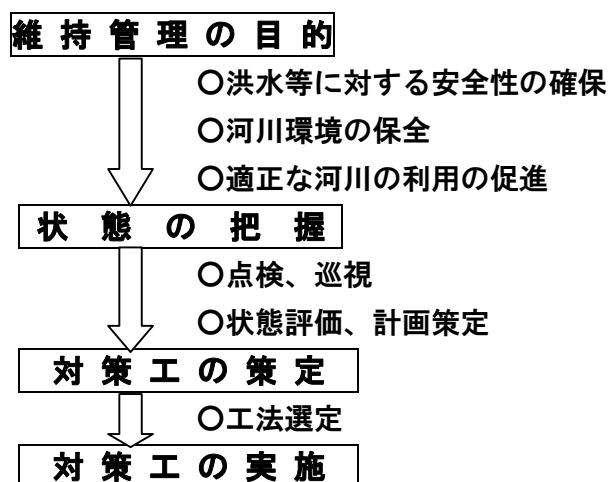 維持管理の目的
○洪水等に対する安全性の確保
○河川環境の保全
○適正な河川の利用の促進
状態の把握
○点検、巡視
○状態評価、計画策定
対策工の策定
○工法選定
対策工の実施